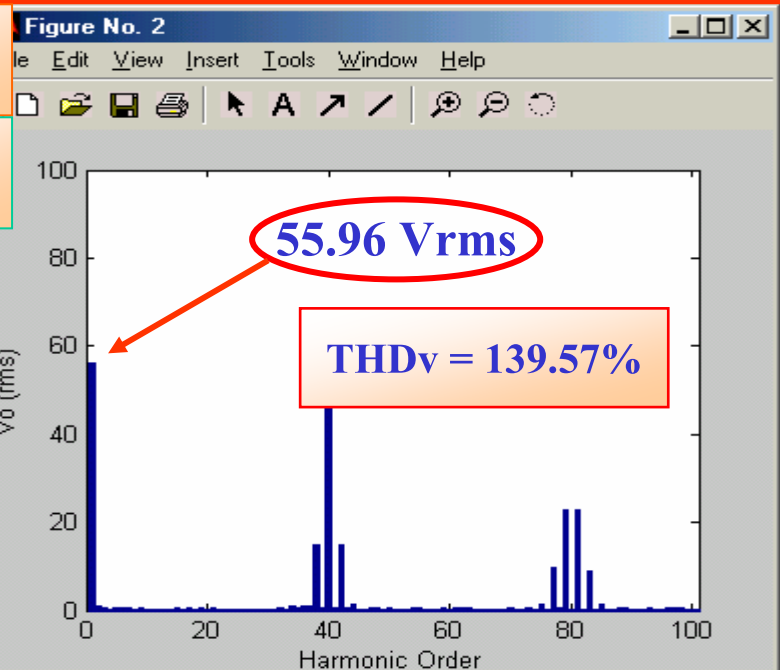 Figure No. 2
le Edit View Insert Tools Window Help
A
100
80
60
40
20
0
Vo (rms)
55.96 Vrms
THDv = 139.57%
0 20 40 60 80 100
Harmonic Order